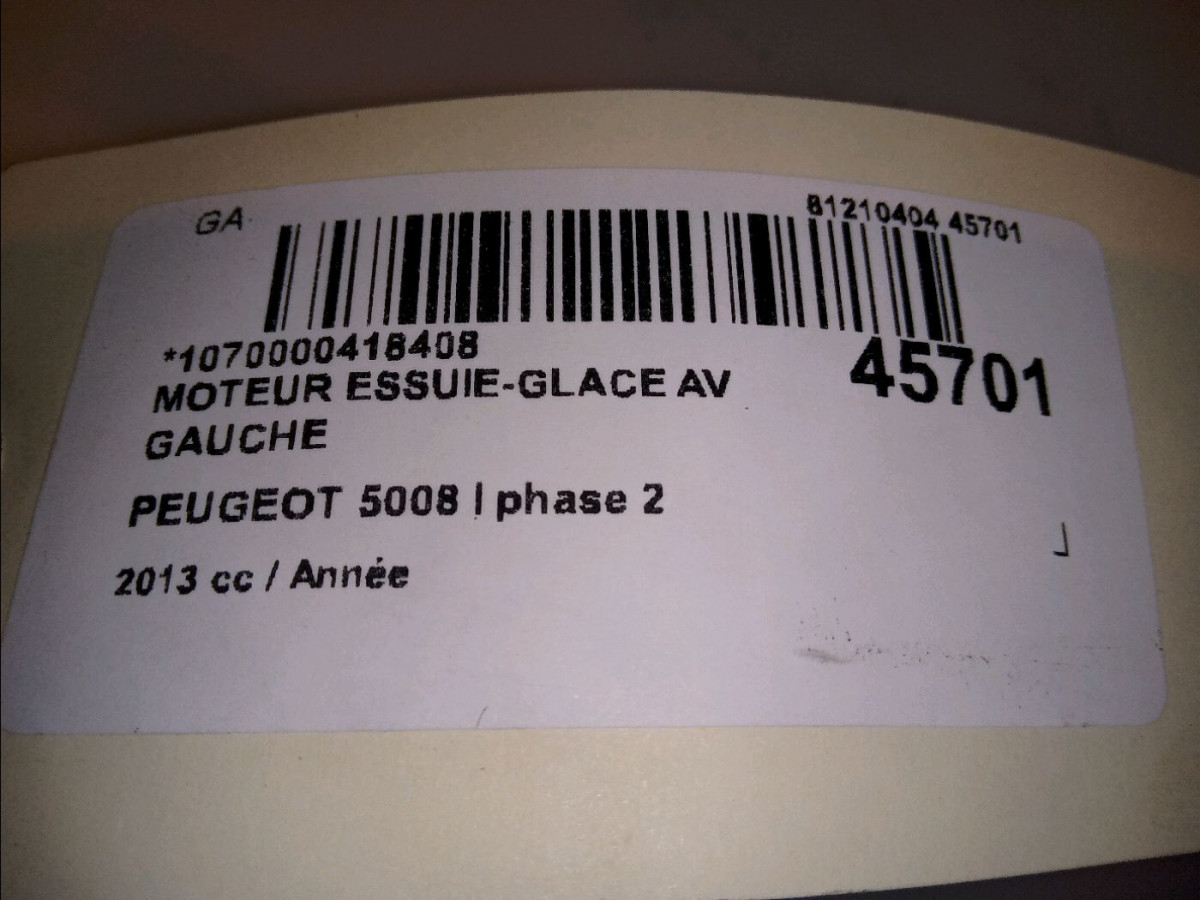 GA
81210404 45701
*1070000418408
45701
MOTEUR ESSUIE-GLACE AV
GAUCHE
PEUGEOT 5008 I phase 2
2013 cc / Année